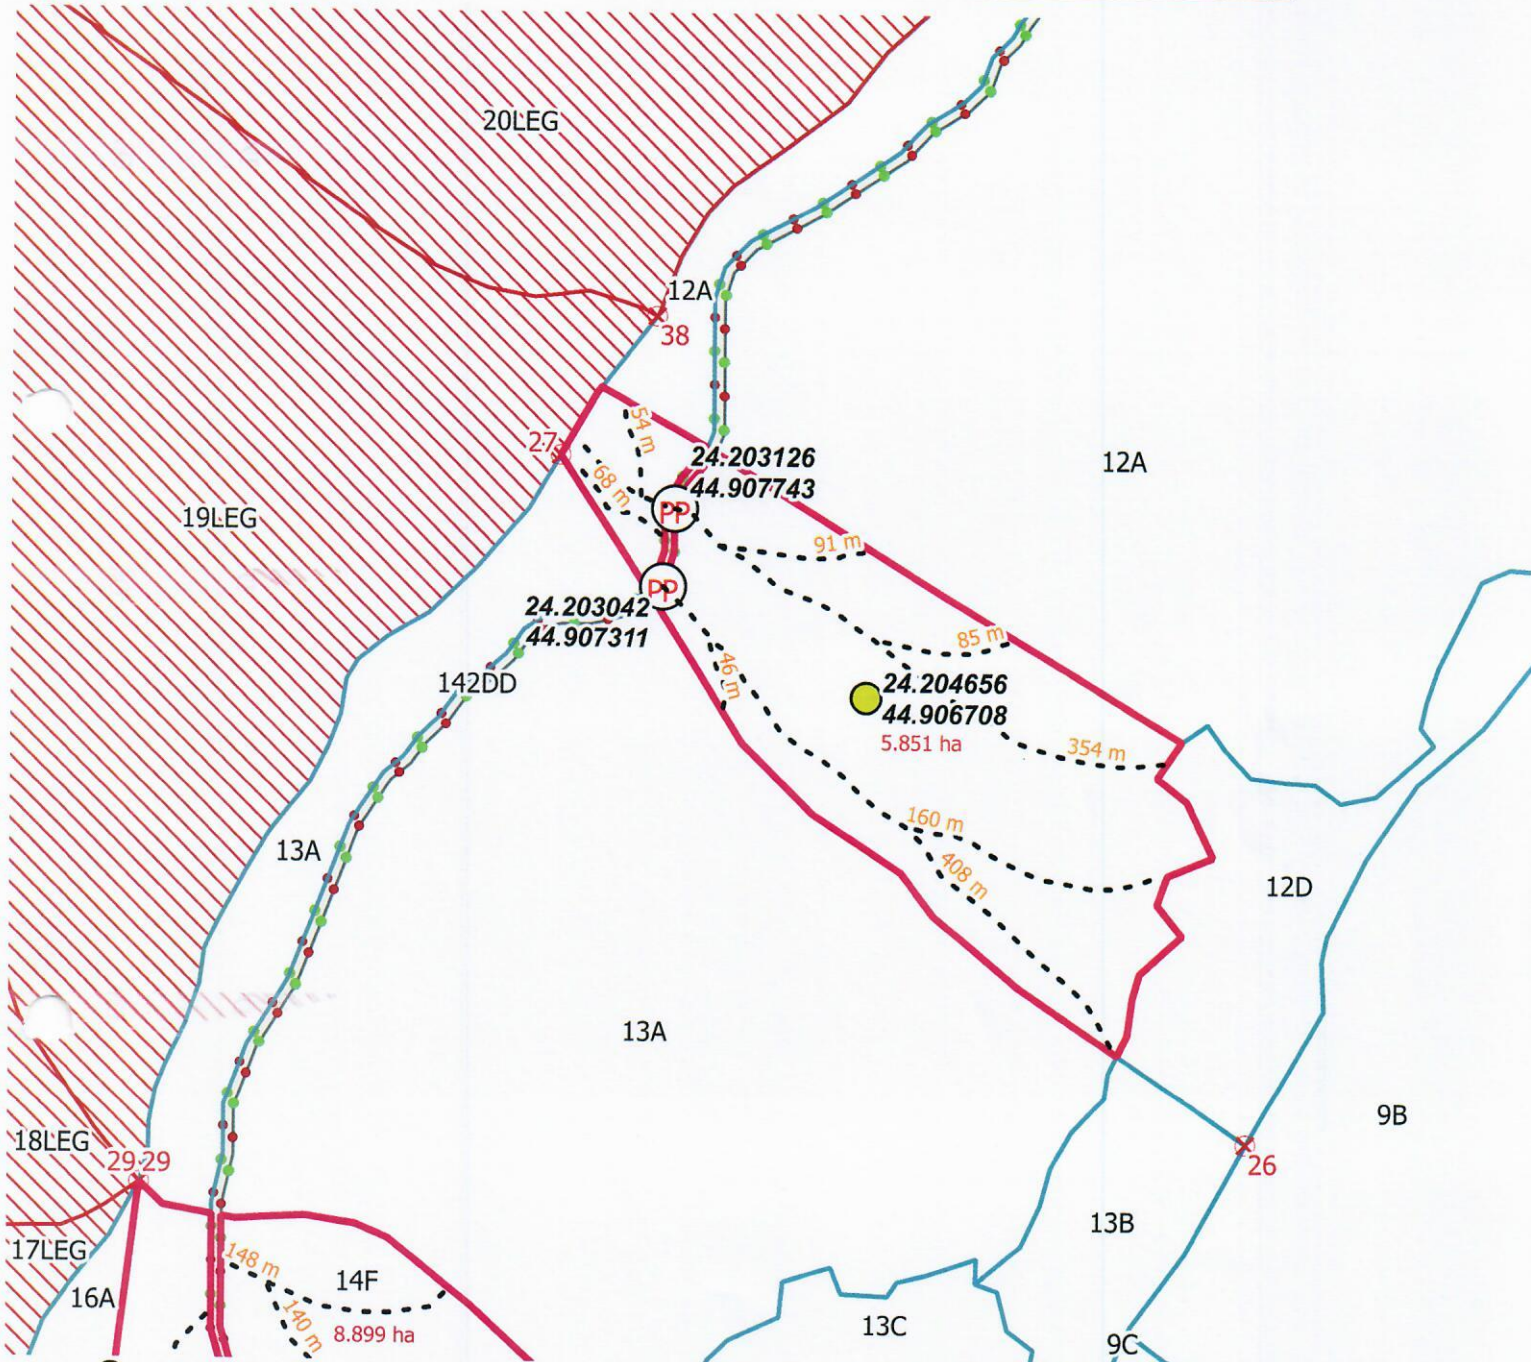 20LEG
12A
38
54 m
27
24.203126
44.907743
12A
68 m
PP
19LEG
91 m
PP
24.203042
44.907311
85 m
46 m
142DD
24.204656
44.906708
5.851 ha
354 m
160 m
13A
408 m
12D
13A
9B
18LEG
29 29
26
13B
17LEG
148 m
14F
16A
140 m
8.899 ha
13C
9C